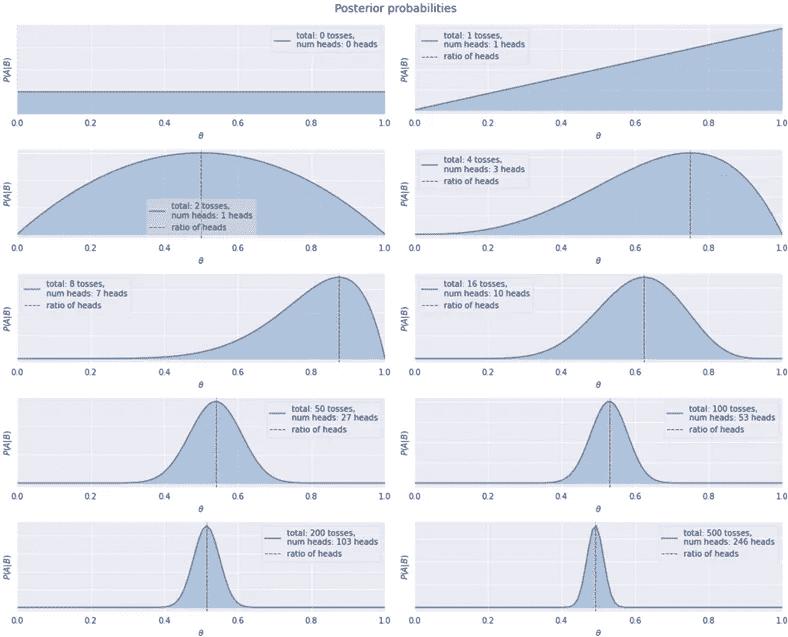 Posterior probabilities
total: 0 tosses,
num heads: 0 heads
P(A|B)
0.0 0.2 0.4 0.6 0.8 1.0
θ
total: 1 tosses,
num heads: 1 heads
ratio of heads
P(A|B)
0.0 0.2 0.4 0.6 0.8 1.0
θ
total: 2 tosses,
num heads: 1 heads
ratio of heads
P(A|B)
0.0 0.2 0.4 0.6 0.8 1.0
θ
total: 4 tosses,
num heads: 3 heads
ratio of heads
P(A|B)
0.0 0.2 0.4 0.6 0.8 1.0
θ
total: 8 tosses,
num heads: 7 heads
ratio of heads
P(A|B)
0.0 0.2 0.4 0.6 0.8 1.0
θ
total: 16 tosses,
num heads: 10 heads
ratio of heads
P(A|B)
0.0 0.2 0.4 0.6 0.8 1.0
θ
total: 50 tosses,
num heads: 27 heads
ratio of heads
P(A|B)
0.0 0.2 0.4 0.6 0.8 1.0
θ
total: 100 tosses,
num heads: 53 heads
ratio of heads
P(A|B)
0.0 0.2 0.4 0.6 0.8 1.0
θ
total: 200 tosses,
num heads: 103 heads
ratio of heads
P(A|B)
0.0 0.2 0.4 0.6 0.8 1.0
θ
total: 500 tosses,
num heads: 246 heads
ratio of heads
P(A|B)
0.0 0.2 0.4 0.6 0.8 1.0
θ